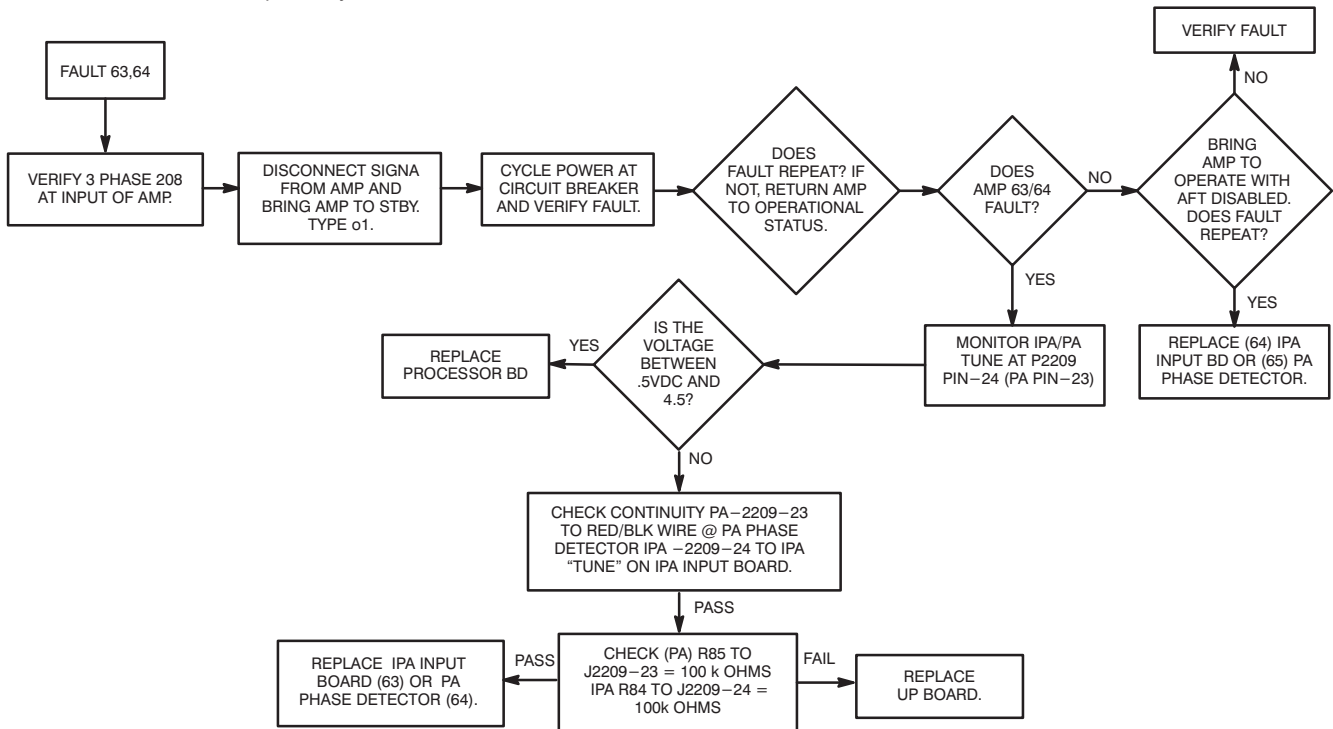 FAULT 63,64
VERIFY 3 PHASE 208
AT INPUT OF AMP.
DISCONNECT SIGNA
FROM AMP AND
BRING AMP TO STBY.
TYPE o1.
CYCLE POWER AT
CIRCUIT BREAKER
AND VERIFY FAULT.
DOES
FAULT REPEAT? IF
NOT, RETURN AMP
TO OPERATIONAL
STATUS.
DOES
AMP 63/64
FAULT?
NO
BRING
AMP TO
OPERATE WITH
AFT DISABLED.
DOES FAULT
REPEAT?
NO
VERIFY FAULT
YES
REPLACE (64) IPA
INPUT BD OR (65) PA
PHASE DETECTOR.
YES
MONITOR IPA/PA
TUNE AT P2209
PIN−24 (PA PIN−23)
IS THE
VOLTAGE
BETWEEN
.5VDC AND
4.5?
YES
REPLACE
PROCESSOR BD
NO
CHECK CONTINUITY PA−2209−23
TO RED/BLK WIRE @ PA PHASE
DETECTOR IPA −2209−24 TO IPA
“TUNE” ON IPA INPUT BOARD.
PASS
CHECK (PA) R85 TO
J2209−23 = 100 k OHMS
IPA R84 TO J2209−24 =
100k OHMS
PASS
REPLACE IPA INPUT
BOARD (63) OR PA
PHASE DETECTOR (64).
FAIL
REPLACE
UP BOARD.